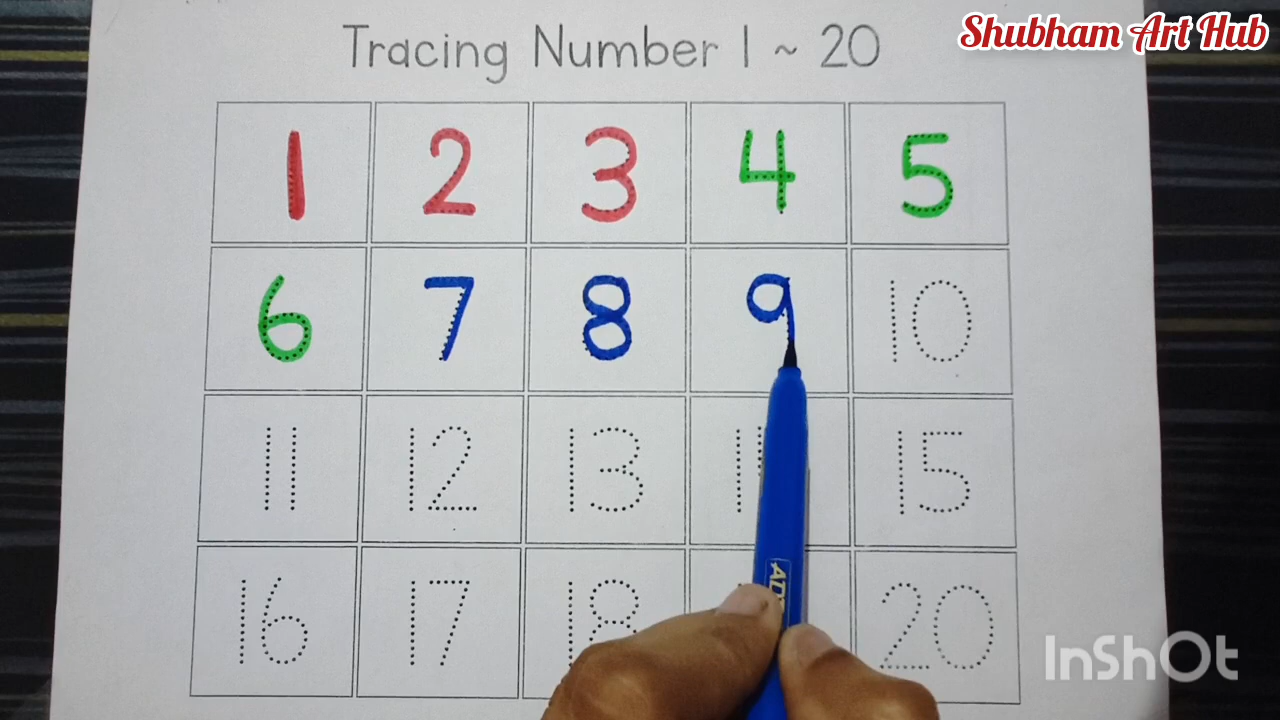 Shubham Art Hub
Tracing Number 1 ~ 20
1 2 3 4 5
6 7 8 9 10
11 12 13 15
16 17 18 20
InShOt